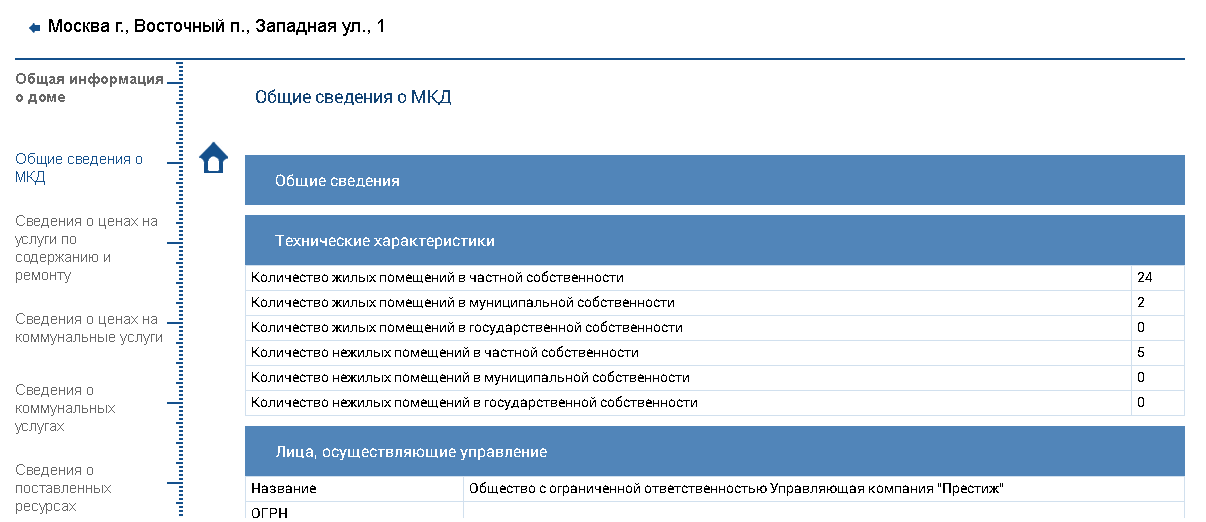 Москва г., Восточный п., Западная ул., 1
Общая информация
о доме
Общие сведения о
МКД
Сведения о ценах на
услуги по
содержанию и
ремонту
Сведения о ценах на
коммунальные услуги
Сведения о
коммунальных
услугах
Сведения о
поставленных
ресурсах
Общие сведения о МКД
Общие сведения
Технические характеристики
Количество жилых помещений в частной собственности 24
Количество жилых помещений в муниципальной собственности 2
Количество жилых помещений в государственной собственности 0
Количество нежилых помещений в частной собственности 5
Количество нежилых помещений в муниципальной собственности 0
Количество нежилых помещений в государственной собственности 0
Лица, осуществляющие управление
Название Общество с ограниченной ответственностью Управляющая компания "Престиж"
ОГРН